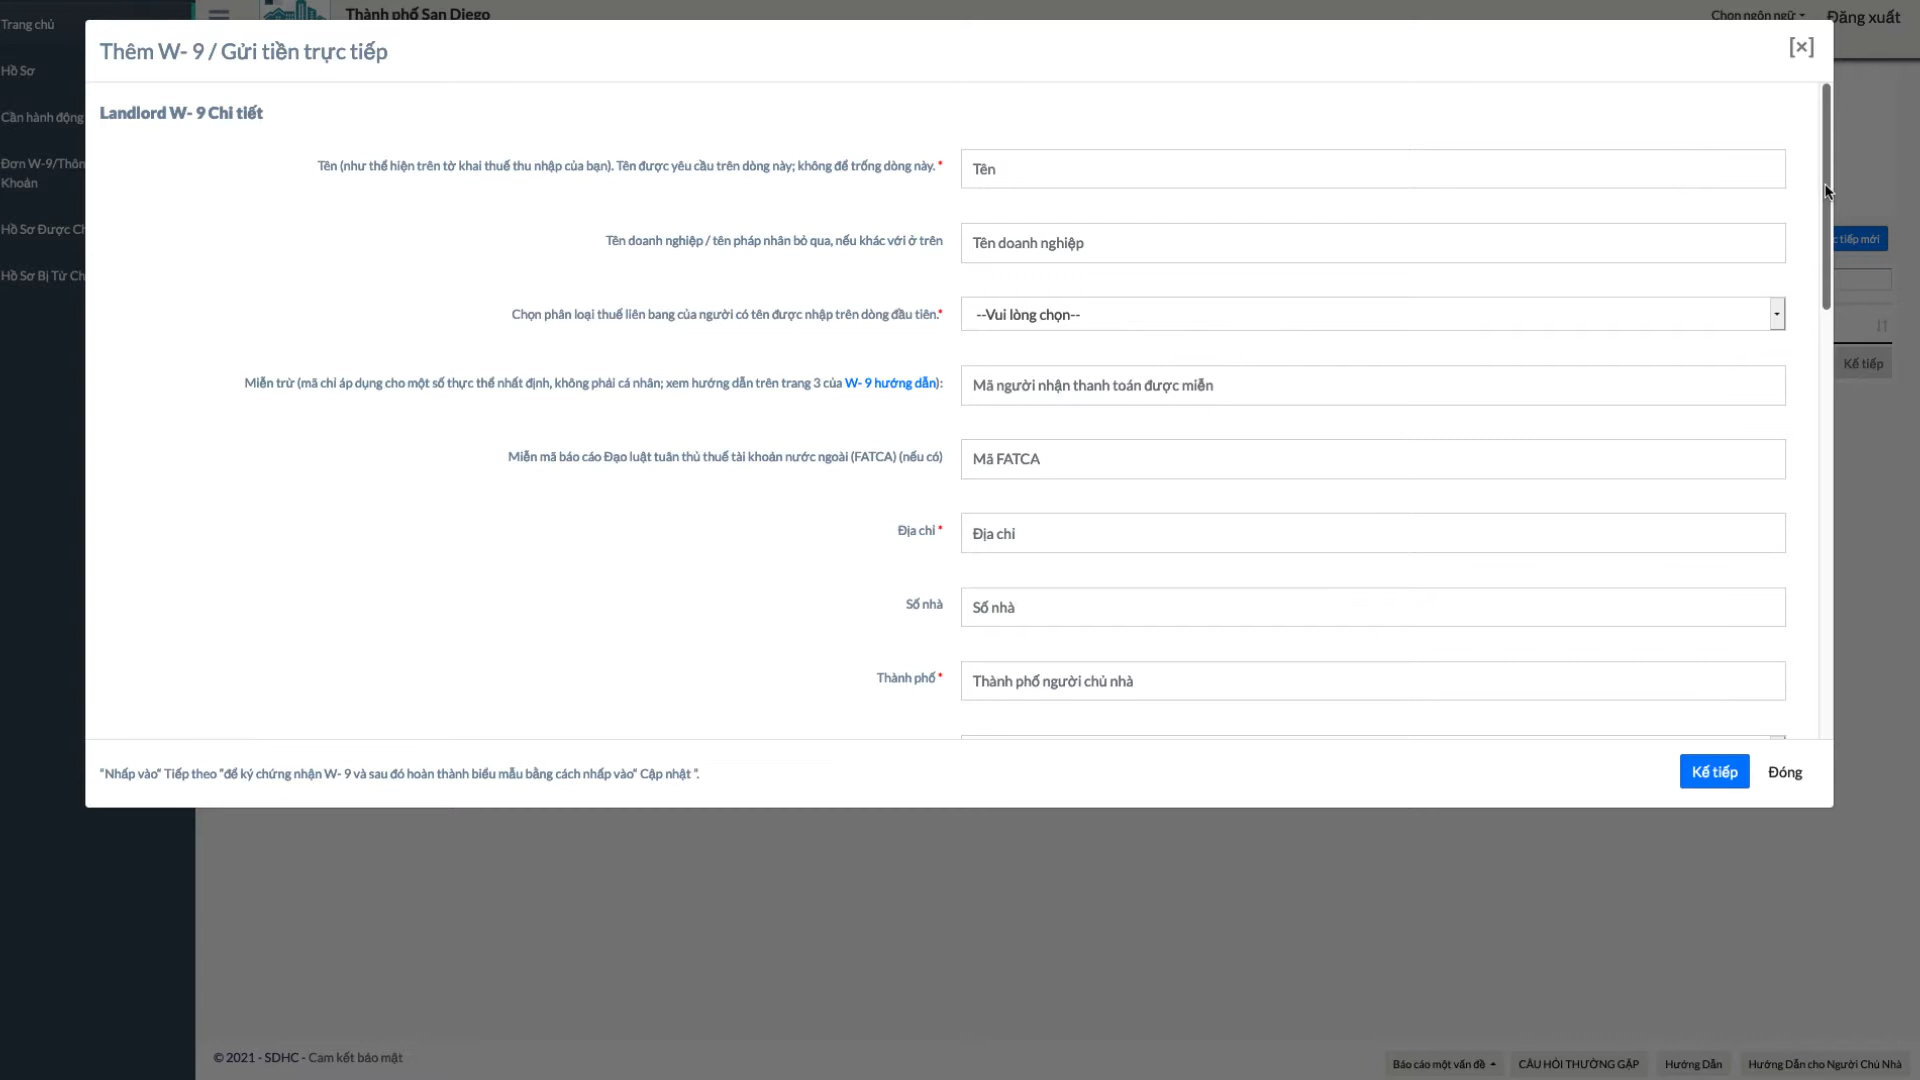 Trang chủ
Thành phố San Diego
Chọn ngôn ngữ
Đăng xuất
Thêm W- 9 / Gửi tiền trực tiếp
[×]
Hồ Sơ
Landlord W- 9 Chi tiết
Cần hành động
Đơn W-9/Thôn
Khoản
Tên (như thể hiện trên tờ khai thuế thu nhập của bạn). Tên được yêu cầu trên dòng này; không để trống dòng này. *
Tên
Hồ Sơ Được Ch
Tên doanh nghiệp / tên pháp nhân bỏ qua, nếu khác với ở trên
Tên doanh nghiệp
c tiếp mới
Hồ Sơ Bị Từ Ch
Chọn phân loại thuế liên bang của người có tên được nhập trên dòng đầu tiên.*
--Vui lòng chọn--
Kế tiếp
Miễn trừ (mã chỉ áp dụng cho một số thực thể nhất định, không phải cá nhân; xem hướng dẫn trên trang 3 của W- 9 hướng dẫn):
Mã người nhận thanh toán được miễn
Miễn mã báo cáo Đạo luật tuân thủ thuế tài khoản nước ngoài (FATCA) (nếu có)
Mã FATCA
Địa chỉ *
Địa chỉ
Số nhà
Số nhà
Thành phố *
Thành phố người chủ nhà
“Nhấp vào” Tiếp theo “để ký chứng nhận W- 9 và sau đó hoàn thành biểu mẫu bằng cách nhấp vào” Cập nhật ”.
Kế tiếp
Đóng
© 2021 - SDHC - Cam kết bảo mật
Báo cáo một vấn đề
CÂU HỎI THƯỜNG GẶP
Hướng Dẫn
Hướng Dẫn cho Người Chủ Nhà